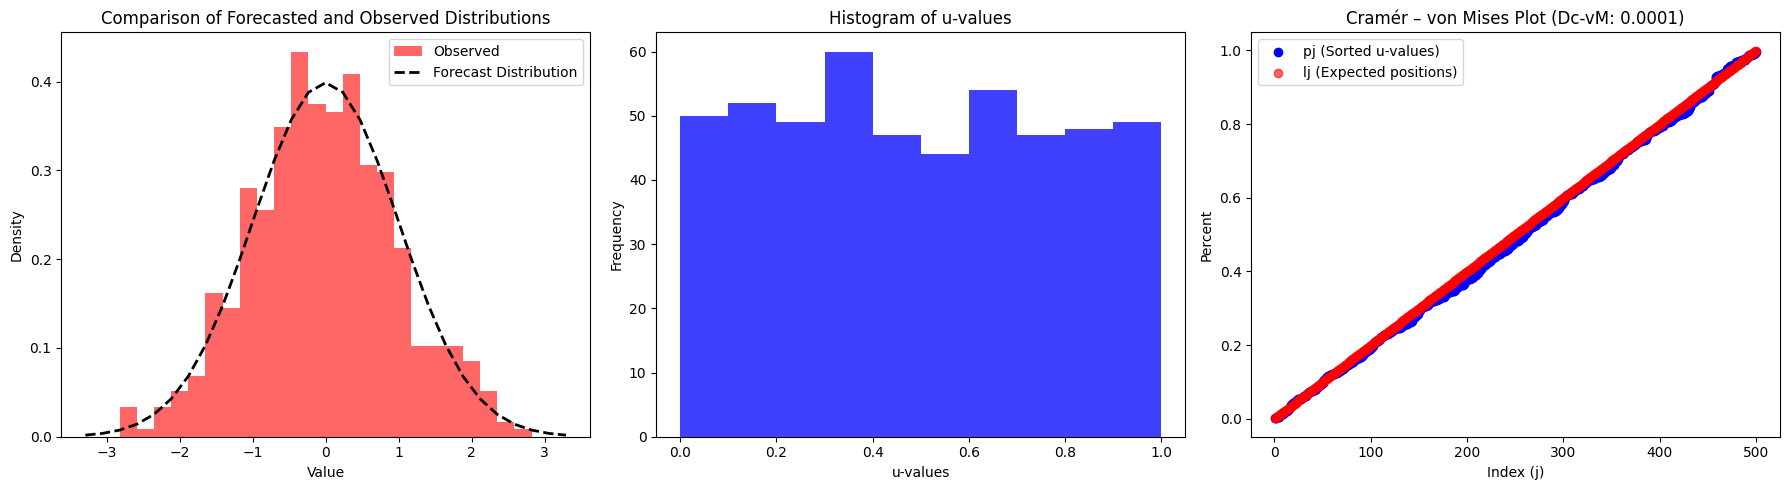 Comparison of Forecasted and Observed Distributions
Observed
Forecast Distribution
0.4
0.3
0.2
0.1
0.0
Density
−3 −2 −1 0 1 2 3
Value
Histogram of u-values
60
50
40
30
20
10
0
Frequency
0.0 0.2 0.4 0.6 0.8 1.0
u-values
Cramér – von Mises Plot (Dc-vM: 0.0001)
pj (Sorted u-values)
lj (Expected positions)
1.0
0.8
0.6
0.4
0.2
0.0
Percent
0 100 200 300 400 500
Index (j)